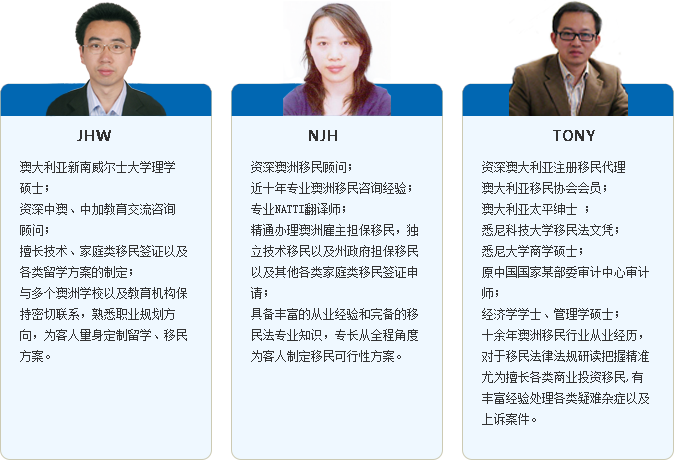 JHW
澳大利亚新南威尔士大学理学
硕士；
资深中澳、中加教育交流咨询
顾问；
擅长技术、家庭类移民签证以及
各类留学方案的制定；
与多个澳洲学校以及教育机构保
持密切联系，熟悉职业规划方
向，为客人量身定制留学、移民
方案。
NJH
资深澳洲移民顾问；
近十年专业澳洲移民咨询经验；
专业NATTI翻译师；
精通办理澳洲雇主担保移民，独
立技术移民以及州政府担保移民
以及其他各类家庭类移民签证申
请；
具备丰富的从业经验和完备的移
民法专业知识，专长从全程角度
为客人制定移民可行性方案。
TONY
资深澳大利亚注册移民代理
澳大利亚移民协会会员；
澳大利亚太平绅士 ；
悉尼科技大学移民法文凭；
悉尼大学商学硕士；
原中国国家某部委审计中心审计
师；
经济学学士、管理学硕士；
十余年澳洲移民行业从业经历，
对于移民法律法规研读把握精准
尤为擅长各类商业投资移民,有
丰富经验处理各类疑难杂症以及
上诉案件。